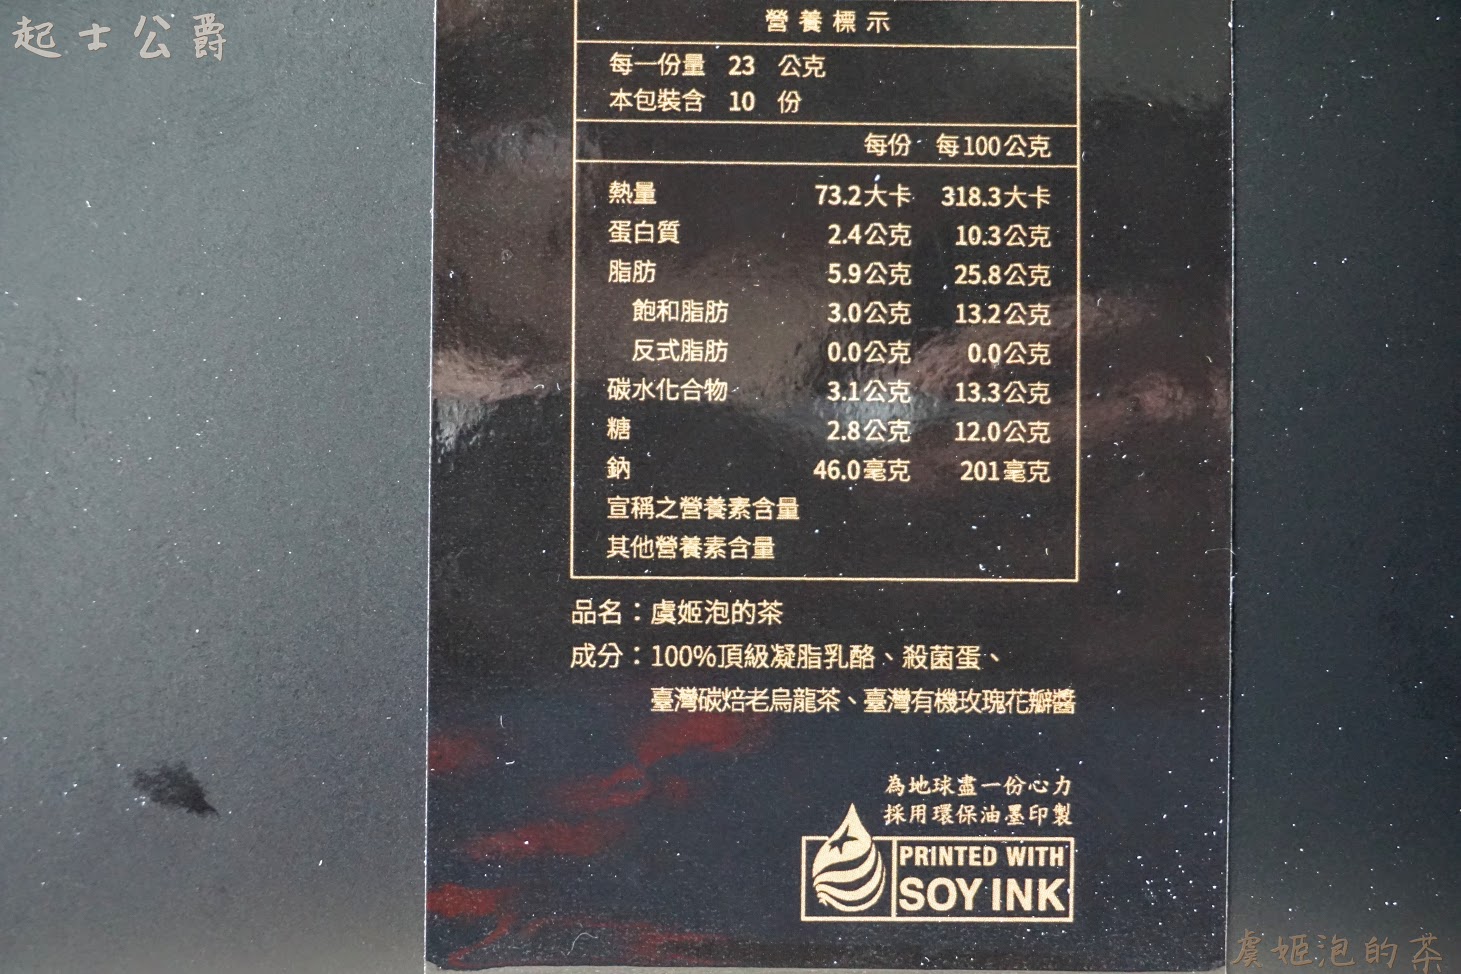 起士公爵
營養標示
每一份量 23 公克
本包裝含 10 份
每份 每100公克
熱量 73.2大卡 318.3大卡
蛋白質 2.4公克 10.3公克
脂肪 5.9公克 25.8公克
飽和脂肪 3.0公克 13.2公克
反式脂肪 0.0公克 0.0公克
碳水化合物 3.1公克 13.3公克
糖 2.8公克 12.0公克
鈉 46.0毫克 201毫克
宣稱之營養素含量
其他營養素含量
品名：虞姬泡的茶
成分：100%頂級凝脂乳酪、殺菌蛋、
臺灣碳焙老烏龍茶、臺灣有機玫瑰花瓣醬
為地球盡一份心力
採用環保油墨印製
PRINTED WITH
SOY INK
虞姬泡的茶